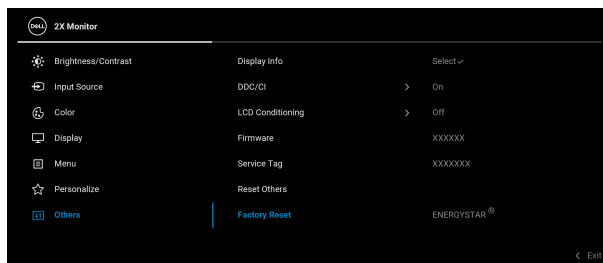 DELL 2X Monitor
Brightness/Contrast Display Info Select✓
Input Source DDC/CI > On
Color LCD Conditioning > Off
Display Firmware XXXXXX
Menu Service Tag XXXXXXX
Personalize Reset Others
Others Factory Reset ENERGYSTAR ®
< Exit